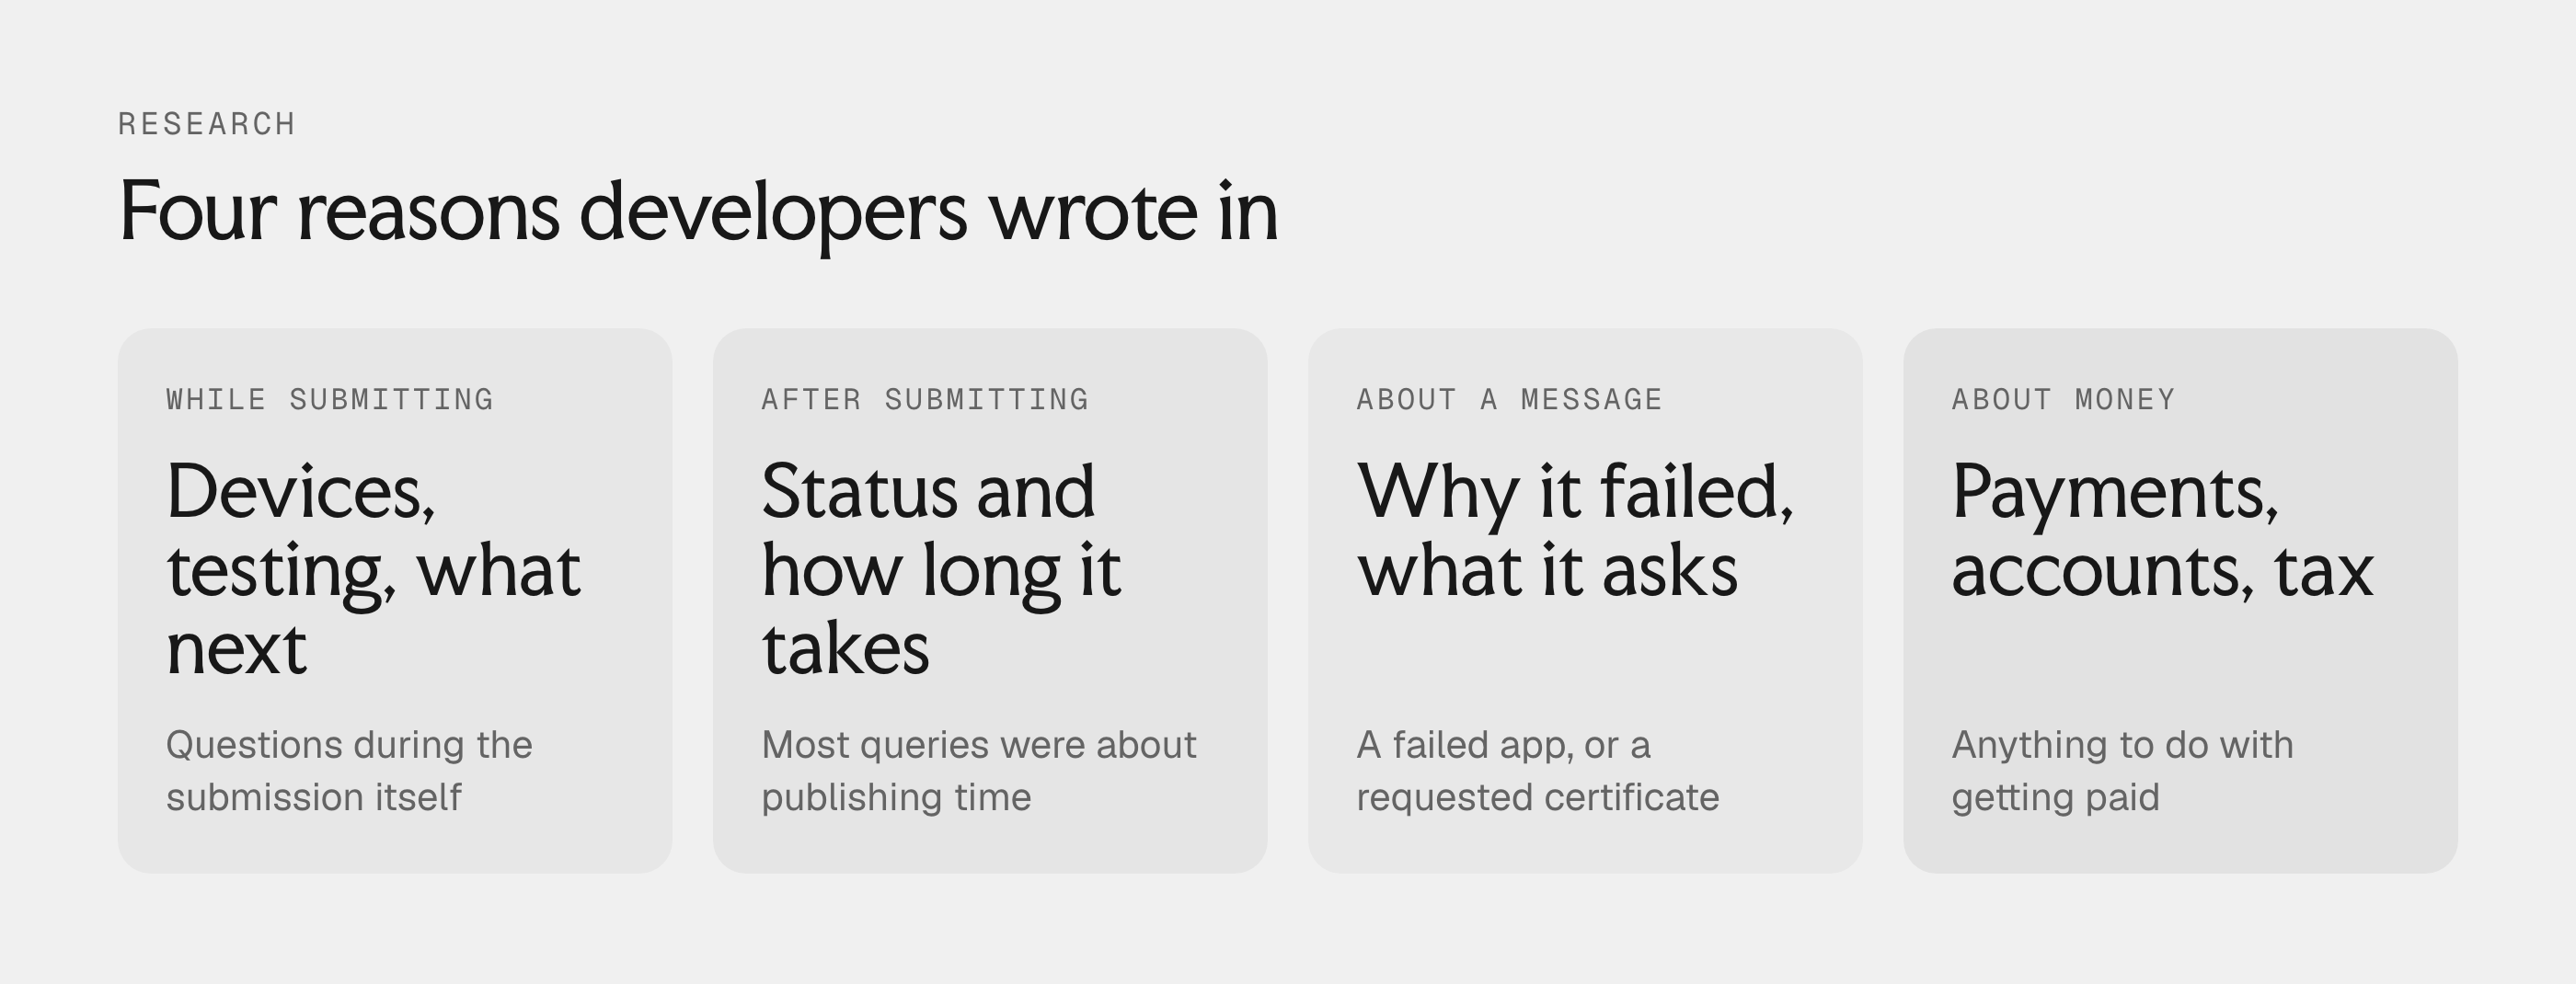 RESEARCH
Four reasons developers wrote in
WHILE SUBMITTING
Devices,
testing, what
next
Questions during the
submission itself
AFTER SUBMITTING
Status and
how long it
takes
Most queries were about
publishing time
ABOUT A MESSAGE
Why it failed,
what it asks
A failed app, or a
requested certificate
ABOUT MONEY
Payments,
accounts, tax
Anything to do with
getting paid